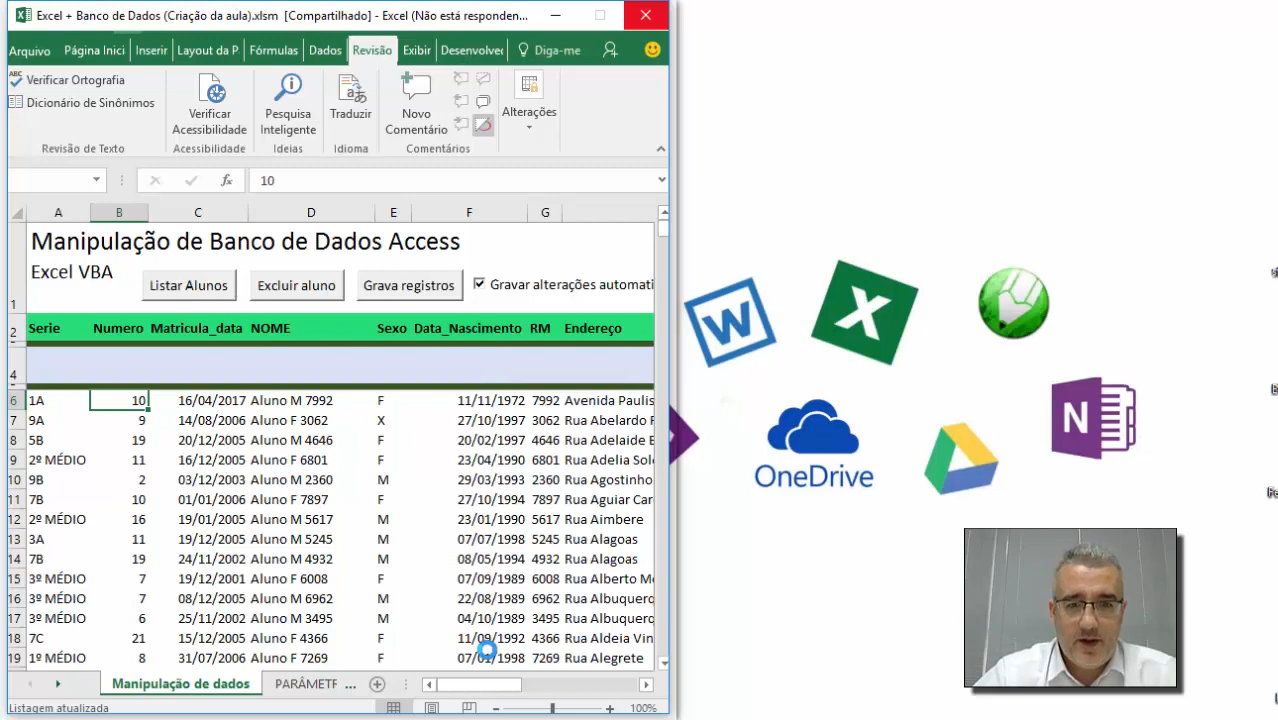 Excel + Banco de Dados (Criação da aula).xlsm [Compartilhado] - Excel (Não está responden...
Arquivo Página Inici Inserir Layout da P Fórmulas Dados Revisão Exibir Desenvolvec Diga-me
ABC Verificar Ortografia
Dicionário de Sinônimos
Revisão de Texto
Verificar
Acessibilidade
Acessibilidade
Pesquisa
Inteligente
Ideias
Traduzir
Idioma
Novo
Comentário
Comentários
Alterações
fx 10
A B C D E F G
Manipulação de Banco de Dados Access
Excel VBA
Listar Alunos Excluir aluno Grava registros Gravar alterações automati
1
2 Serie Numero Matricula_data NOME Sexo Data_Nascimento RM Endereço
4
6 1A 10 16/04/2017 Aluno M 7992 F 11/11/1972 7992 Avenida Paulis
7 9A 9 14/08/2006 Aluno F 3062 X 27/10/1997 3062 Rua Abelardo F
8 5B 19 20/12/2005 Aluno M 4646 F 20/02/1997 4646 Rua Adelaide B
9 2º MÉDIO 11 16/12/2005 Aluno F 6801 F 23/04/1990 6801 Rua Adelia Sol
10 9B 2 03/12/2003 Aluno M 2360 M 29/03/1993 2360 Rua Agostinho
11 7B 10 01/01/2006 Aluno F 7897 F 27/10/1994 7897 Rua Aguiar Car
12 2º MÉDIO 16 19/01/2005 Aluno M 5617 F 23/01/1990 5617 Rua Aimbere
13 3A 11 19/12/2005 Aluno M 5245 M 07/07/1998 5245 Rua Alagoas
14 7B 19 24/11/2002 Aluno M 4932 M 08/05/1994 4932 Rua Alagoas
15 3º MÉDIO 7 19/12/2001 Aluno F 6008 F 07/09/1989 6008 Rua Alberto M
16 3º MÉDIO 7 08/12/2005 Aluno M 6962 M 22/08/1989 6962 Rua Albuquerq
17 3º MÉDIO 6 25/11/2002 Aluno M 3495 M 04/10/1989 3495 Rua Albuquerq
18 7C 21 15/12/2005 Aluno F 4366 F 11/09/1992 4366 Rua Aldeia Vin
19 1º MÉDIO 8 31/07/2006 Aluno F 7269 F 07/01/1998 7269 Rua Alegrete
Manipulação de dados PARÂMETF ...
Listagem atualizada 100%
W X
N
OneDrive